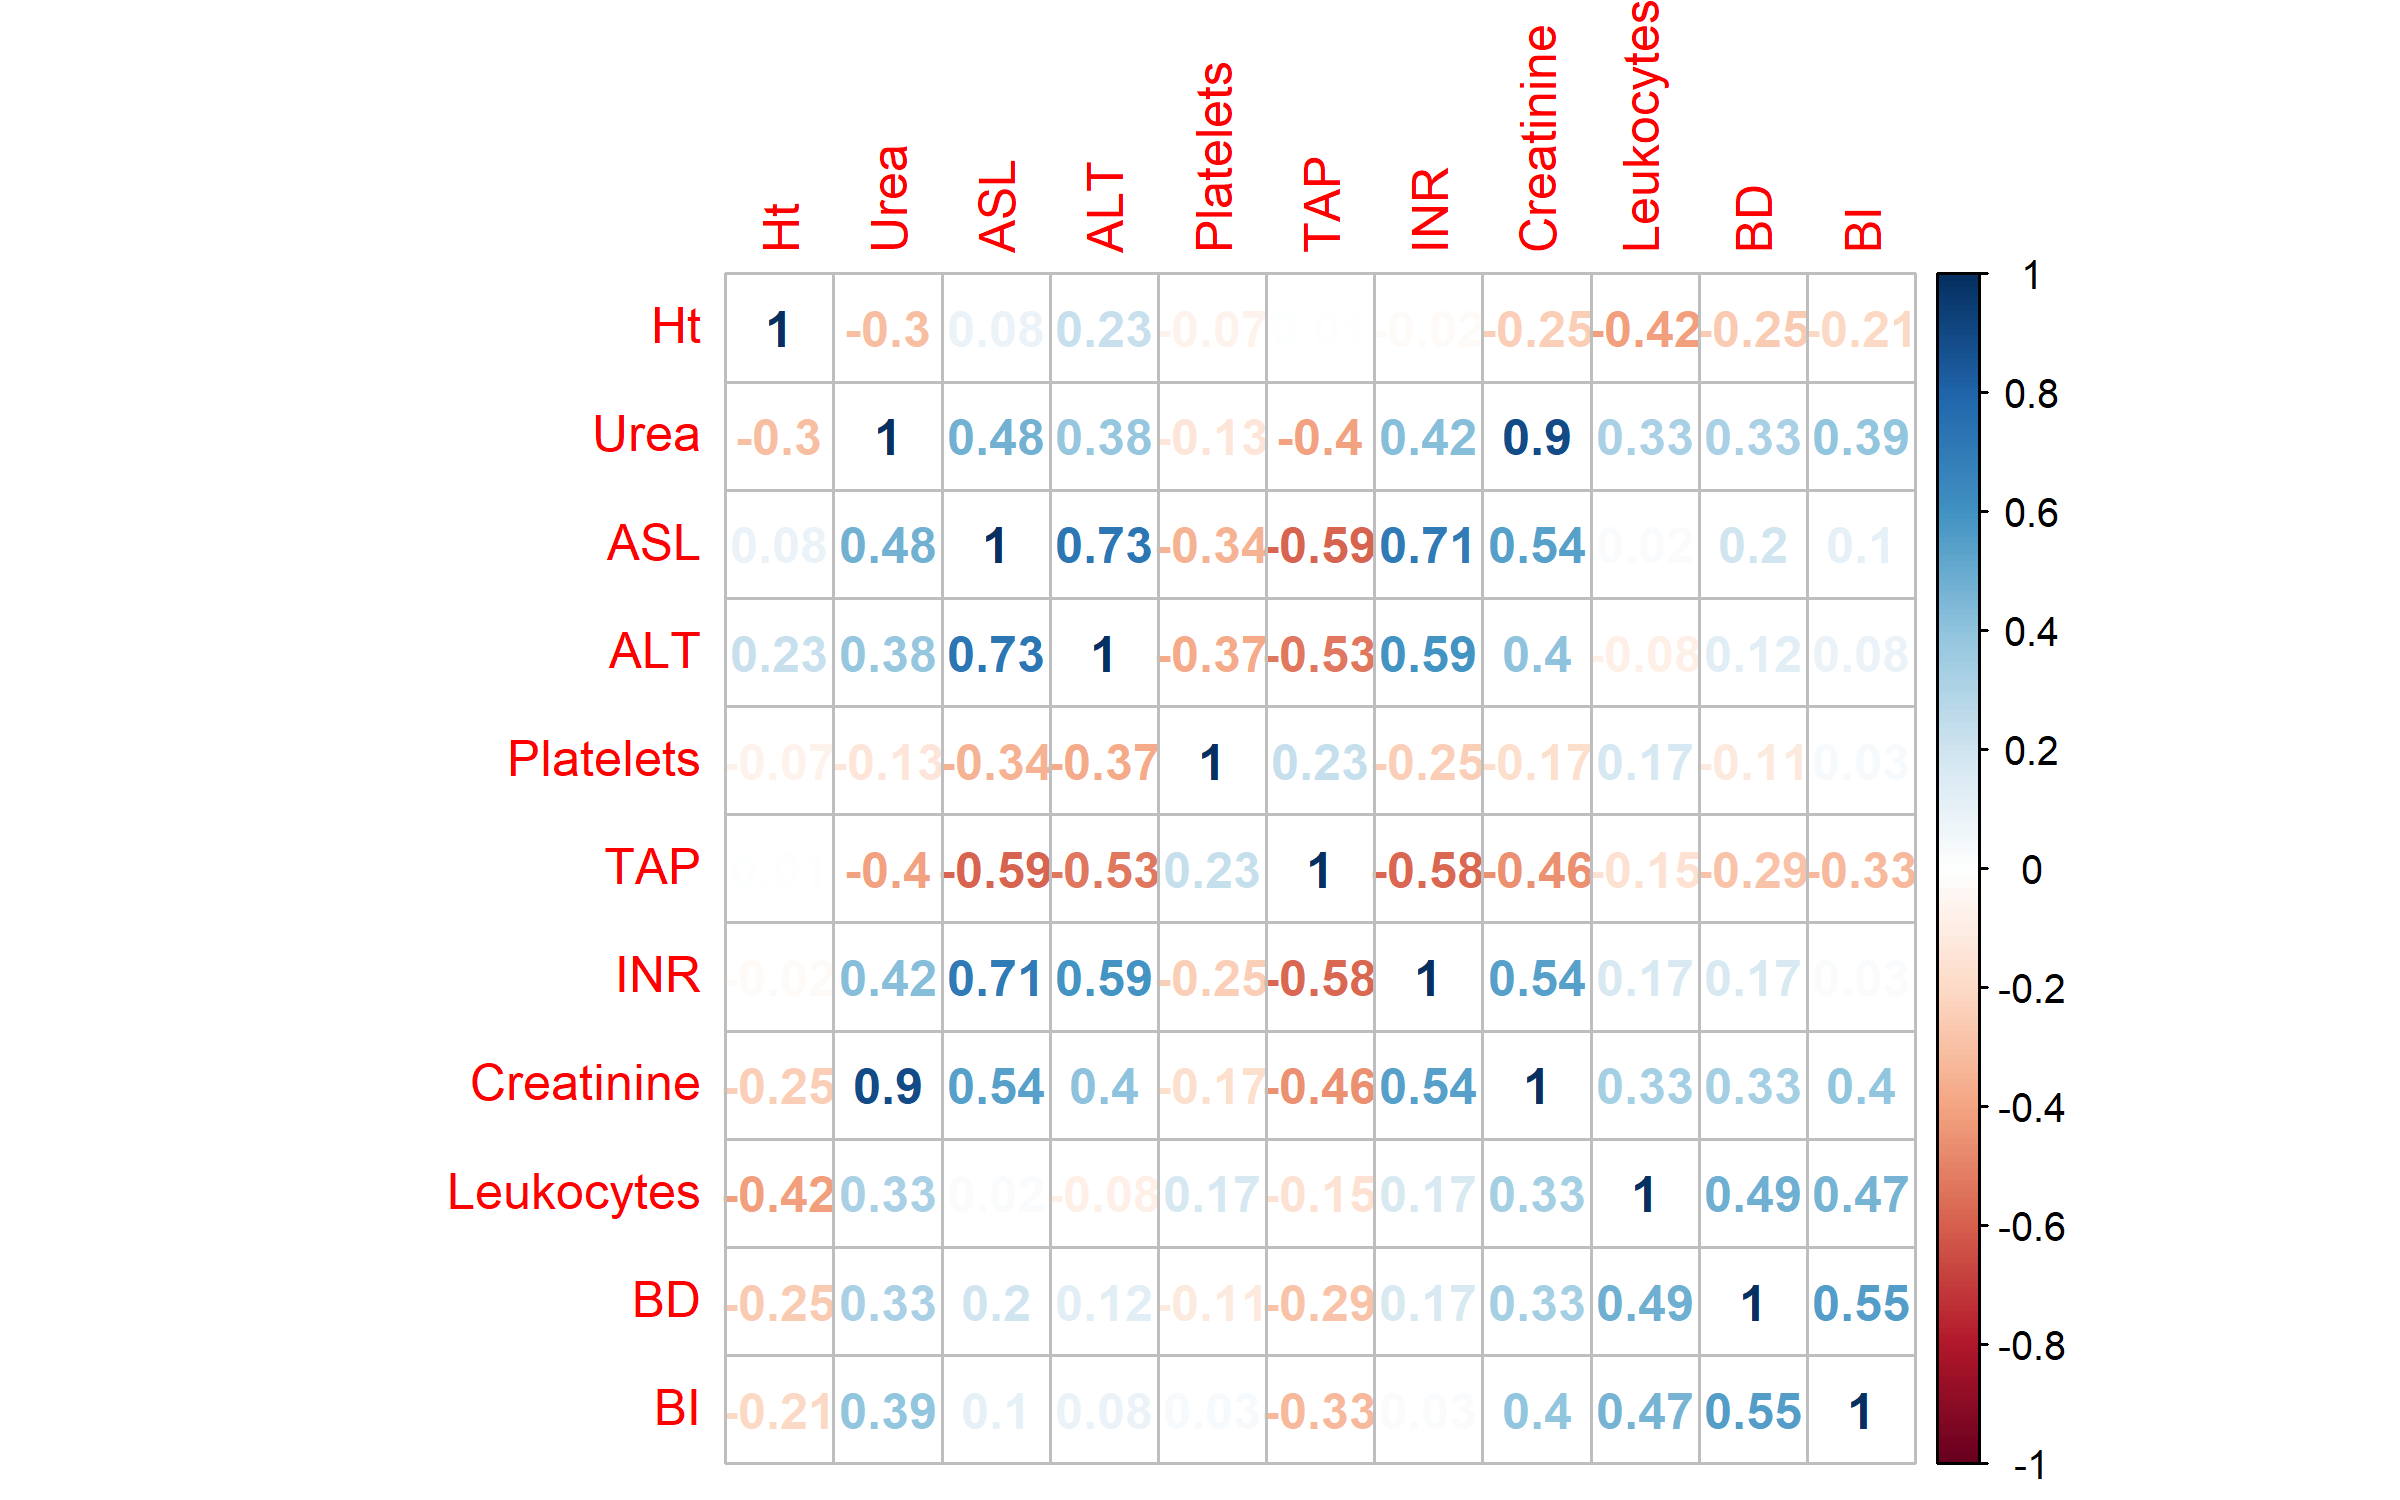 Ht Urea ASL ALT Platelets TAP INR Creatinine Leukocytes BD BI
1
Ht 1 -0.3 0.08 0.23 -0.07 -0.02 -0.25 -0.42 -0.25 -0.21
0.8
Urea -0.3 1 0.48 0.38 -0.13 -0.4 0.42 0.9 0.33 0.33 0.39
0.6
ASL 0.08 0.48 1 0.73 -0.34 -0.59 0.71 0.54 0.02 0.2 0.1
0.4
ALT 0.23 0.38 0.73 1 -0.37 -0.53 0.59 0.4 -0.08 0.12 0.08
0.2
Platelets -0.07 -0.13 -0.34 -0.37 1 0.23 -0.25 -0.17 0.17 -0.11 0.03
0
TAP -0.4 -0.59 -0.53 0.23 1 -0.58 -0.46 -0.15 -0.29 -0.33
-0.2
INR -0.02 0.42 0.71 0.59 -0.25 -0.58 1 0.54 0.17 0.17 0.03
-0.4
Creatinine -0.25 0.9 0.54 0.4 -0.17 -0.46 0.54 1 0.33 0.33 0.4
Leukocytes -0.42 0.33 0.02 -0.08 0.17 -0.15 0.17 0.33 1 0.49 0.47
-0.6
BD -0.25 0.33 0.2 0.12 -0.11 -0.29 0.17 0.33 0.49 1 0.55
-0.8
BI -0.21 0.39 0.1 0.08 0.03 -0.33 0.03 0.4 0.47 0.55 1
-1